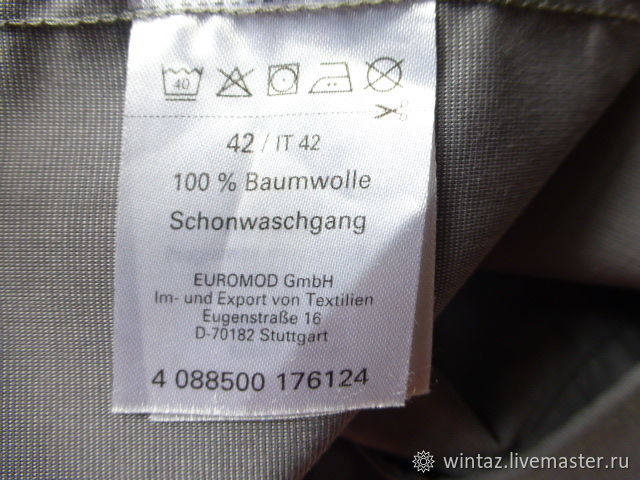 40
42 / IT 42
100 % Baumwolle
Schonwaschgang
EUROMOD GmbH
Im- und Export von Textilien
Eugenstraße 16
D-70182 Stuttgart
4 088500 176124
wintaz.livemaster.ru